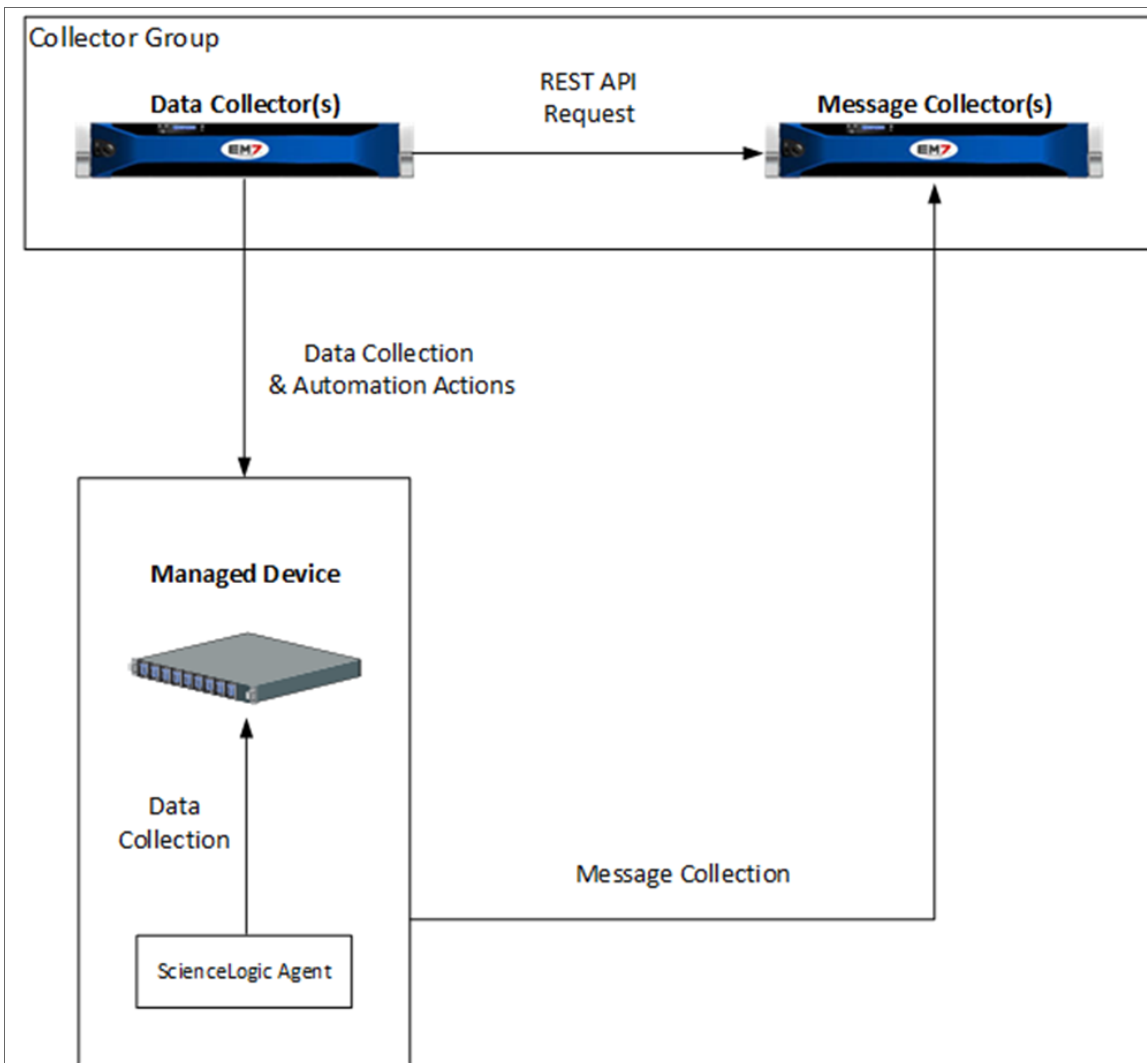 Collector Group
Data Collector(s)
REST API
Request
Message Collector(s)
EM7
EM7
Data Collection
& Automation Actions
Managed Device
Data
Collection
Message Collection
ScienceLogic Agent